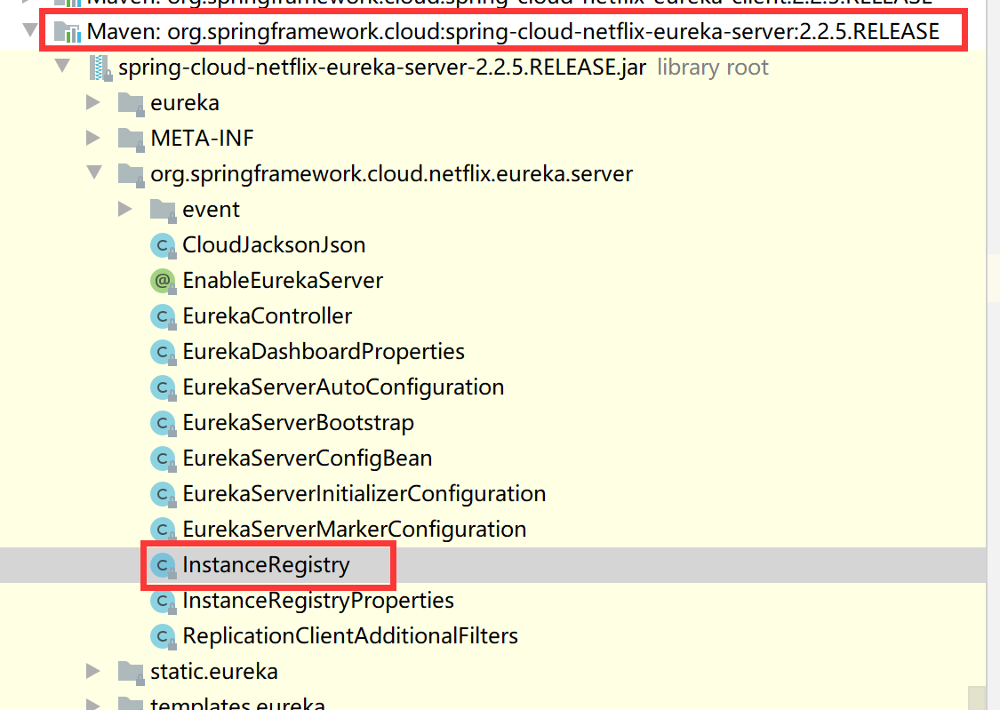 Maven: org.springframework.cloud:spring-cloud-netflix-eureka-client:2.2.5.RELEASE
Maven: org.springframework.cloud:spring-cloud-netflix-eureka-server:2.2.5.RELEASE
spring-cloud-netflix-eureka-server-2.2.5.RELEASE.jar library root
eureka
META-INF
org.springframework.cloud.netflix.eureka.server
event
CloudJacksonJson
@ EnableEurekaServer
C EurekaController
C EurekaDashboardProperties
C EurekaServerAutoConfiguration
C EurekaServerBootstrap
C EurekaServerConfigBean
C EurekaServerInitializerConfiguration
C EurekaServerMarkerConfiguration
C InstanceRegistry
C InstanceRegistryProperties
C ReplicationClientAdditionalFilters
static.eureka
templates.eureka